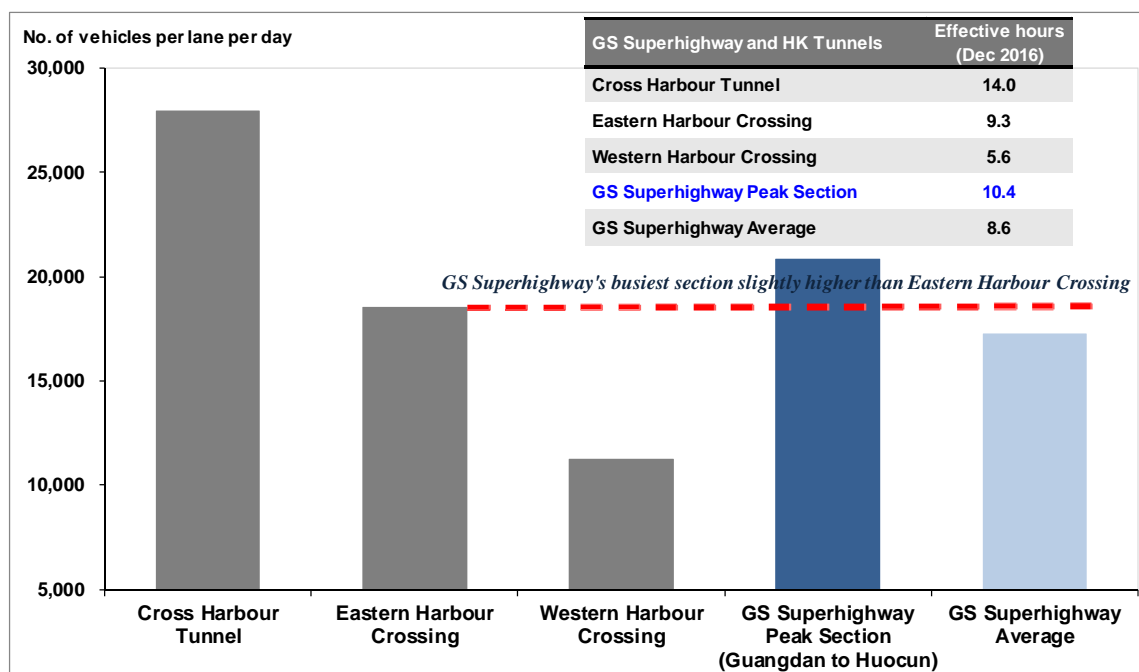 No. of vehicles per lane per day
GS Superhighway and HK Tunnels Effective hours (Dec 2016)
Cross Harbour Tunnel 14.0
Eastern Harbour Crossing 9.3
Western Harbour Crossing 5.6
GS Superhighway Peak Section 10.4
GS Superhighway Average 8.6
30,000
25,000
20,000
15,000
10,000
5,000
GS Superhighway's busiest section slightly higher than Eastern Harbour Crossing
Cross Harbour
Tunnel
Eastern Harbour
Crossing
Western Harbour
Crossing
GS Superhighway
Peak Section
(Guangdan to Huocun)
GS Superhighway
Average